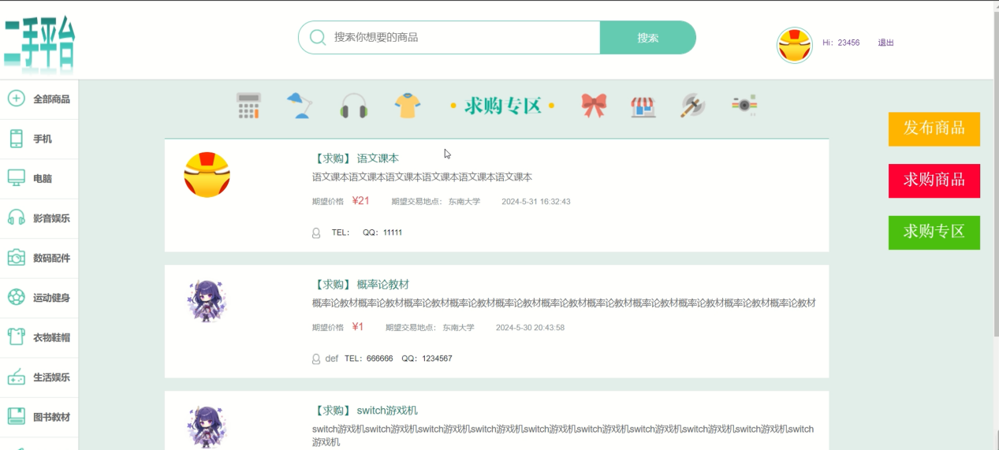 二手平台
搜索你想要的商品
搜索
Hi：23456
退出
全部商品
手机
电脑
影音娱乐
数码配件
运动健身
衣物鞋帽
生活娱乐
图书教材
求购专区
发布商品
求购商品
求购专区
【求购】 语文课本
语文课本语文课本语文课本语文课本语文课本语文课本
期望价格 ¥21 期望交易地点： 东南大学 2024-5-31 16:32:43
TEL： QQ：11111
【求购】 概率论教材
概率论教材概率论教材概率论教材概率论教材概率论教材概率论教材概率论教材概率论教材概率论教材概率论教材概率论教材
期望价格 ¥1 期望交易地点： 东南大学 2024-5-30 20:43:58
def TEL：666666 QQ：1234567
【求购】 switch游戏机
switch游戏机switch游戏机switch游戏机switch游戏机switch游戏机switch游戏机switch游戏机switch游戏机switch游戏机switch
游戏机